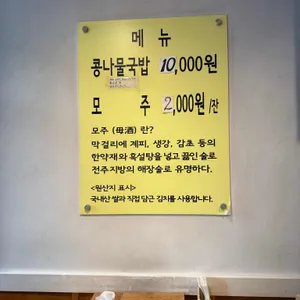 메 뉴
콩나물국밥 10,000원
모 주 2,000원/잔
모주 (母酒) 란?
막걸리에 계피, 생강, 감초 등의
한약재와 흑설탕을 넣고 끓인 술로
전주지방의 해장술로 유명하다.
<원산지 표시>
국내산 쌀과 직접 담근 김치를 사용합니다.